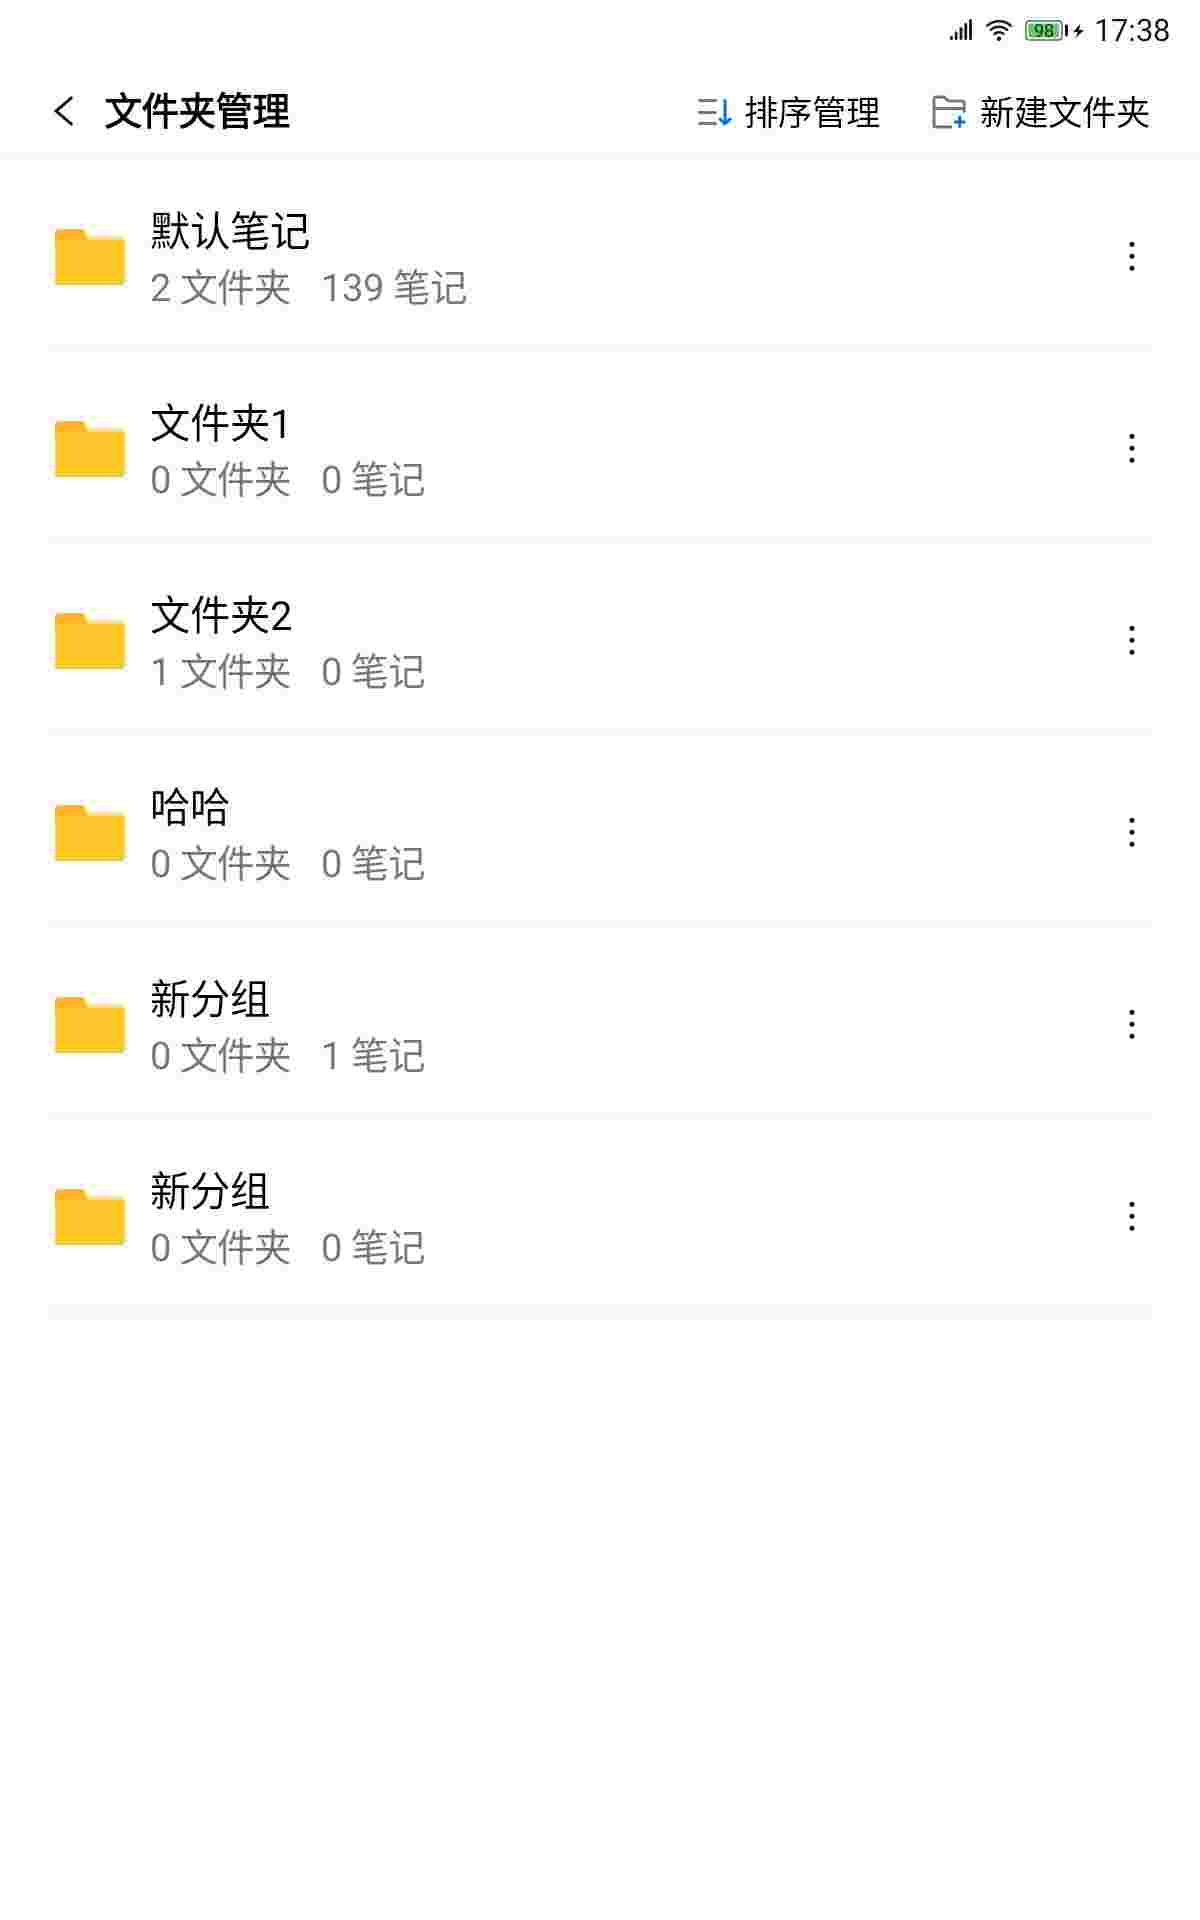 98 17:38
文件夹管理 排序管理 新建文件夹
默认笔记
2 文件夹 139 笔记
文件夹1
0 文件夹 0 笔记
文件夹2
1 文件夹 0 笔记
哈哈
0 文件夹 0 笔记
新分组
0 文件夹 1 笔记
新分组
0 文件夹 0 笔记